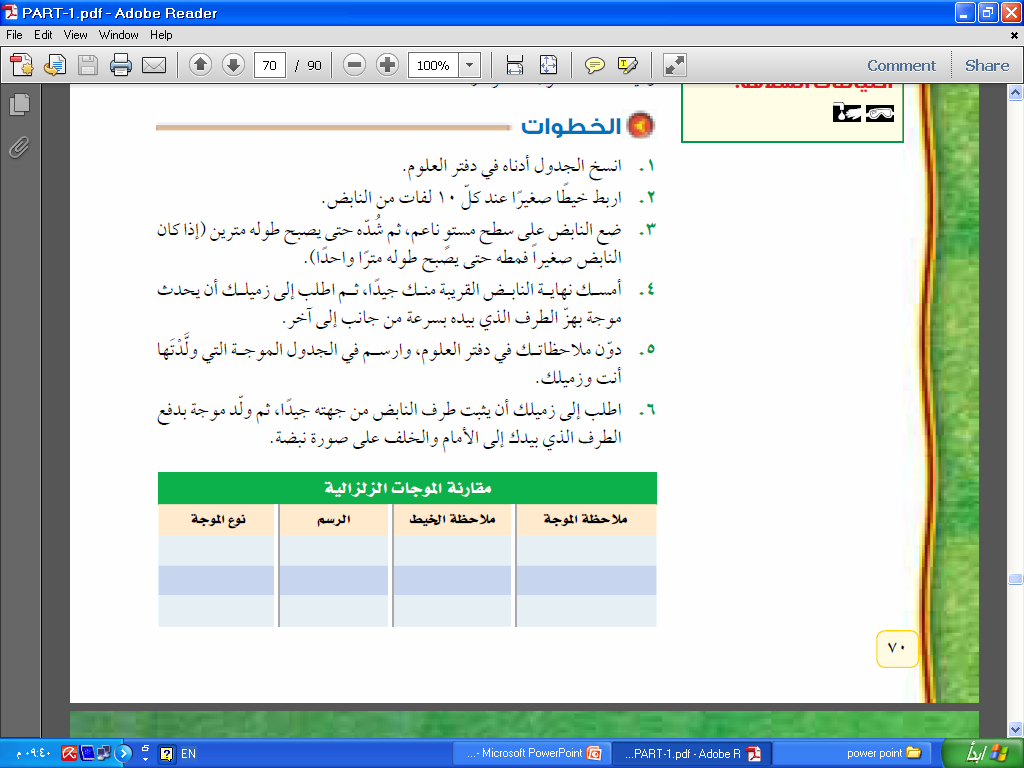 PART-1.pdf - Adobe Reader
File Edit View Window Help
70 / 90 100% Comment Share
الخطوات
١. انسخ الجدول أدناه في دفتر العلوم.
٢. اربط خيطًا صغيرًا عند كلّ ١٠ لفات من النابض.
٣. ضع النابض على سطح مستوٍ ناعم، ثم شُدّه حتى يصبح طوله مترين (إذا كان
النابض صغيراً فمطه حتى يصبح طوله مترًا واحدًا).
٤. أمسك نهاية النابض القريبة منك جيدًا، ثم اطلب إلى زميلك أن يحدث
موجة بهزّ الطرف الذي بيده بسرعة من جانب إلى آخر.
٥. دوّن ملاحظاتك في دفتر العلوم، وارسم في الجدول الموجة التي ولَّدْتَها
أنت وزميلك.
٦. اطلب إلى زميلك أن يثبت طرف النابض من جهته جيدًا، ثم ولّد موجة بدفع
الطرف الذي بيدك إلى الأمام والخلف على صورة نبضة.
مقارنة الموجات الزلزالية
ملاحظة الموجة ملاحظة الخيط الرسم نوع الموجة
٧٠
ابدأ power point ...PART-1.pdf - Adobe R ...- Microsoft PowerPoint EN ٠٩:٤٠ م